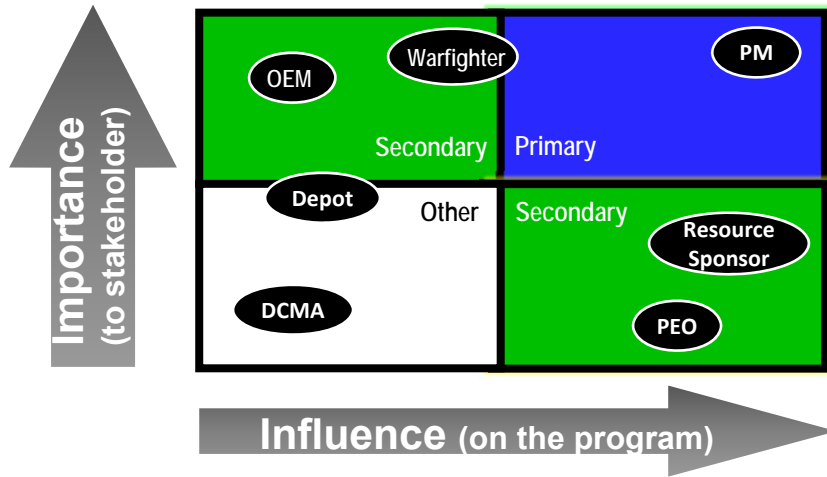 Importance
(to stakeholder)
OEM
Warfighter
PM
Secondary
Primary
Depot
Other
Secondary
Resource
Sponsor
DCMA
PEO
Influence (on the program)